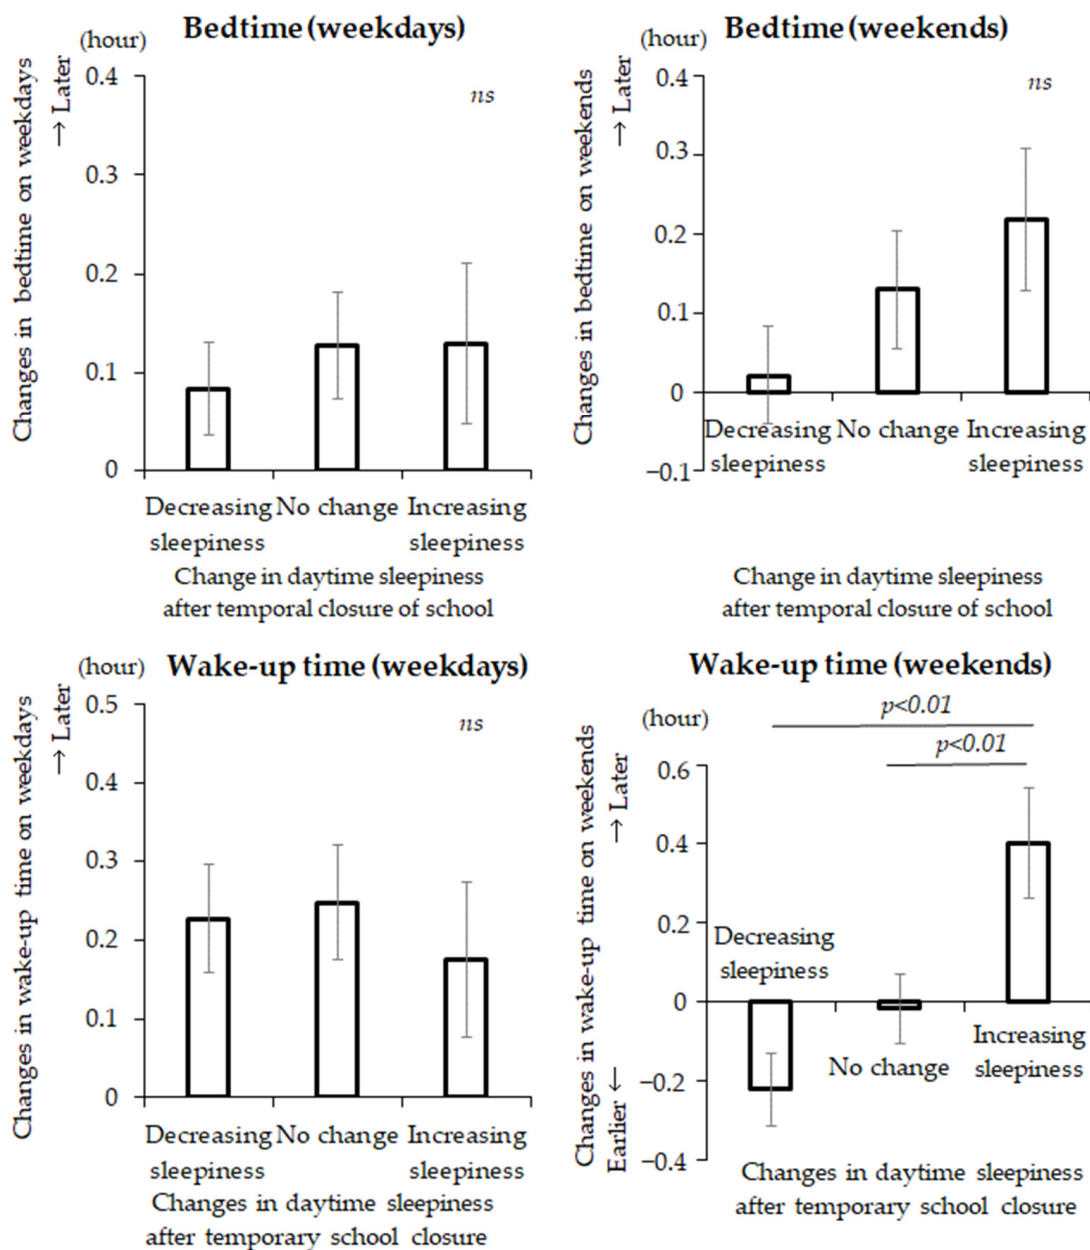 Bedtime (weekdays)
(hour)
Changes in bedtime on weekdays
→ Later
0.4
0.3
0.2
0.1
0
ns
Decreasing sleepiness
No change
Increasing sleepiness
Change in daytime sleepiness
after temporal closure of school
Bedtime (weekends)
(hour)
Changes in bedtime on weekends
→ Later
0.4
0.3
0.2
0.1
0
−0.1
ns
Decreasing sleepiness
No change
Increasing sleepiness
Change in daytime sleepiness
after temporal closure of school
Wake-up time (weekdays)
(hour)
Changes in wake-up time on weekdays
→ Later
0.5
0.4
0.3
0.2
0.1
0
ns
Decreasing sleepiness
No change
Increasing sleepiness
Changes in daytime sleepiness
after temporary school closure
Wake-up time (weekends)
(hour)
p<0.01
p<0.01
Changes in wake-up time on weekends
Earlier ←
→ Later
0.6
0.4
0.2
0
−0.2
−0.4
Decreasing sleepiness
No change
Increasing sleepiness
Changes in daytime sleepiness
after temporary school closure